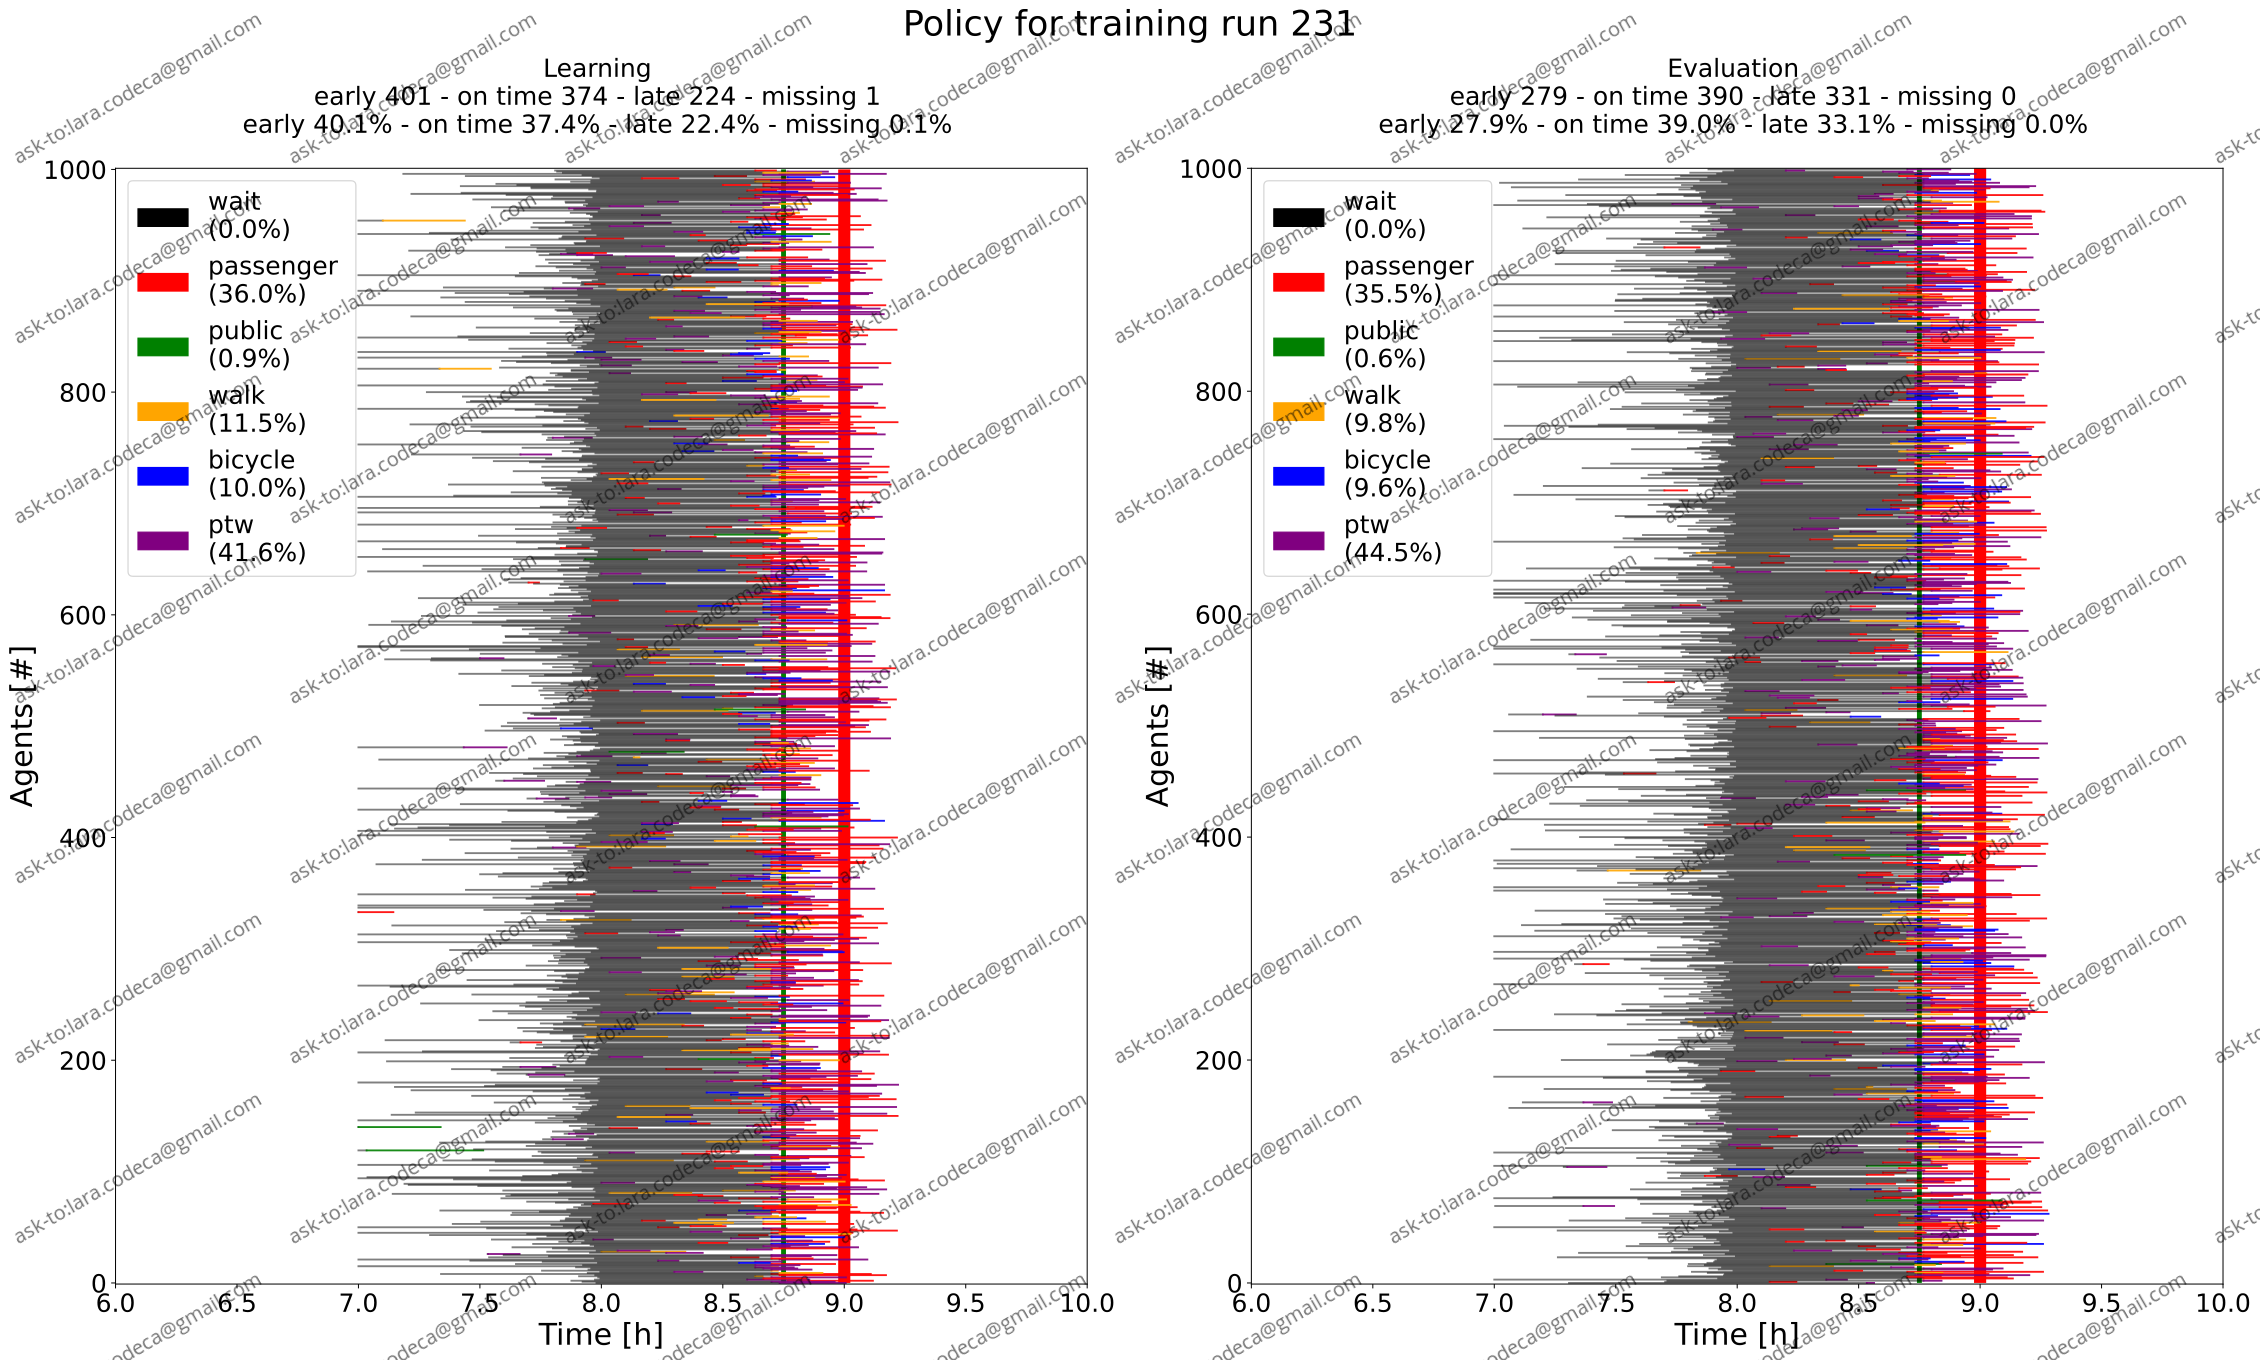 Policy for training run 231
Learning
early 401 - on time 374 - late 224 - missing 1
early 40.1% - on time 37.4% - late 22.4% - missing 0.1%
Agents [#]
1000
800
600
400
200
0
wait
(0.0%)
passenger
(36.0%)
public
(0.9%)
walk
(11.5%)
bicycle
(10.0%)
ptw
(41.6%)
6.0 6.5 7.0 7.5 8.0 8.5 9.0 9.5 10.0
Time [h]
Evaluation
early 279 - on time 390 - late 331 - missing 0
early 27.9% - on time 39.0% - late 33.1% - missing 0.0%
Agents [#]
1000
800
600
400
200
0
wait
(0.0%)
passenger
(35.5%)
public
(0.6%)
walk
(9.8%)
bicycle
(9.6%)
ptw
(44.5%)
6.0 6.5 7.0 7.5 8.0 8.5 9.0 9.5 10.0
Time [h]
ask-to:lara.codeca@gmail.com